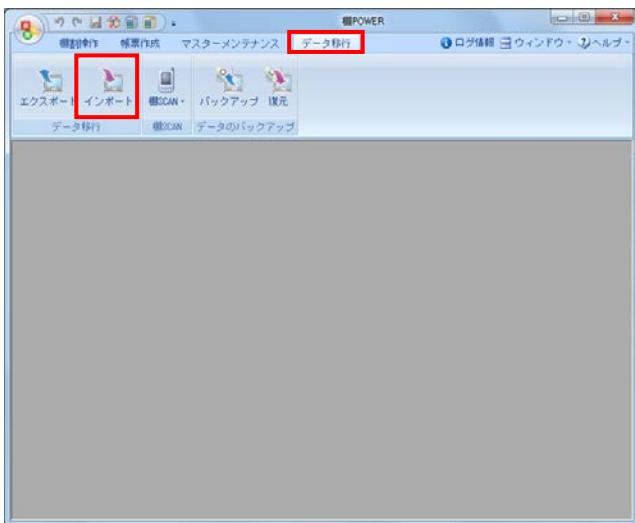 棚POWER
棚割操作 帳票作成 マスターメンテナンス データ移行 ログ情報 ウィンドウ ヘルプ
エクスポート インポート 棚SCAN バックアップ 復元
データ移行 棚SCAN データのバックアップ